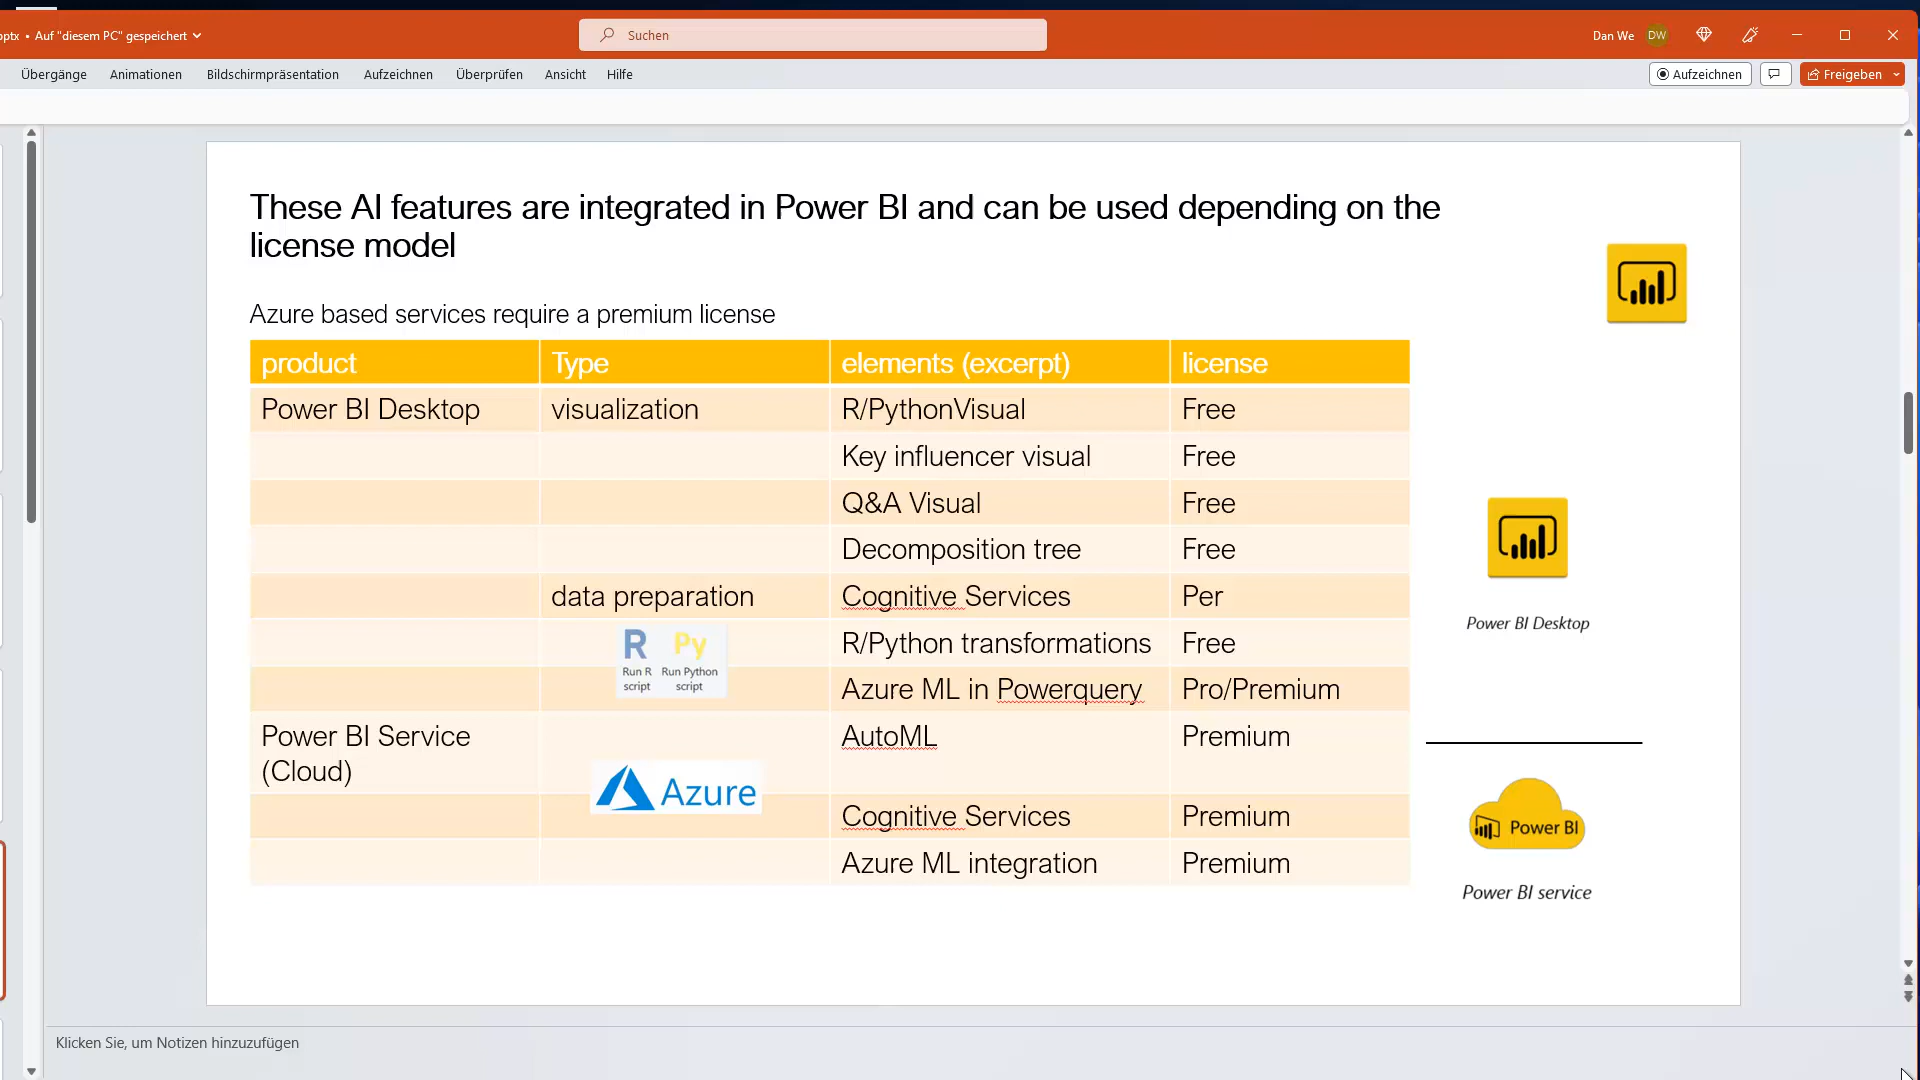 pptx • Auf "diesem PC" gespeichert
Suchen
Dan We DW
Übergänge Animationen Bildschirmpräsentation Aufzeichnen Überprüfen Ansicht Hilfe
Aufzeichnen
Freigeben
These AI features are integrated in Power BI and can be used depending on the
license model
Azure based services require a premium license
product Type elements (excerpt) license
Power BI Desktop visualization R/PythonVisual Free
Key influencer visual Free
Q&A Visual Free
Decomposition tree Free
data preparation Cognitive Services Per
R/Python transformations Free
R Py
Run R Run Python
script script
Azure ML in Powerquery Pro/Premium
Power BI Service AutoML Premium
(Cloud)
Azure
Cognitive Services Premium
Azure ML integration Premium
Power BI Desktop
Power BI
Power BI service
Klicken Sie, um Notizen hinzuzufügen